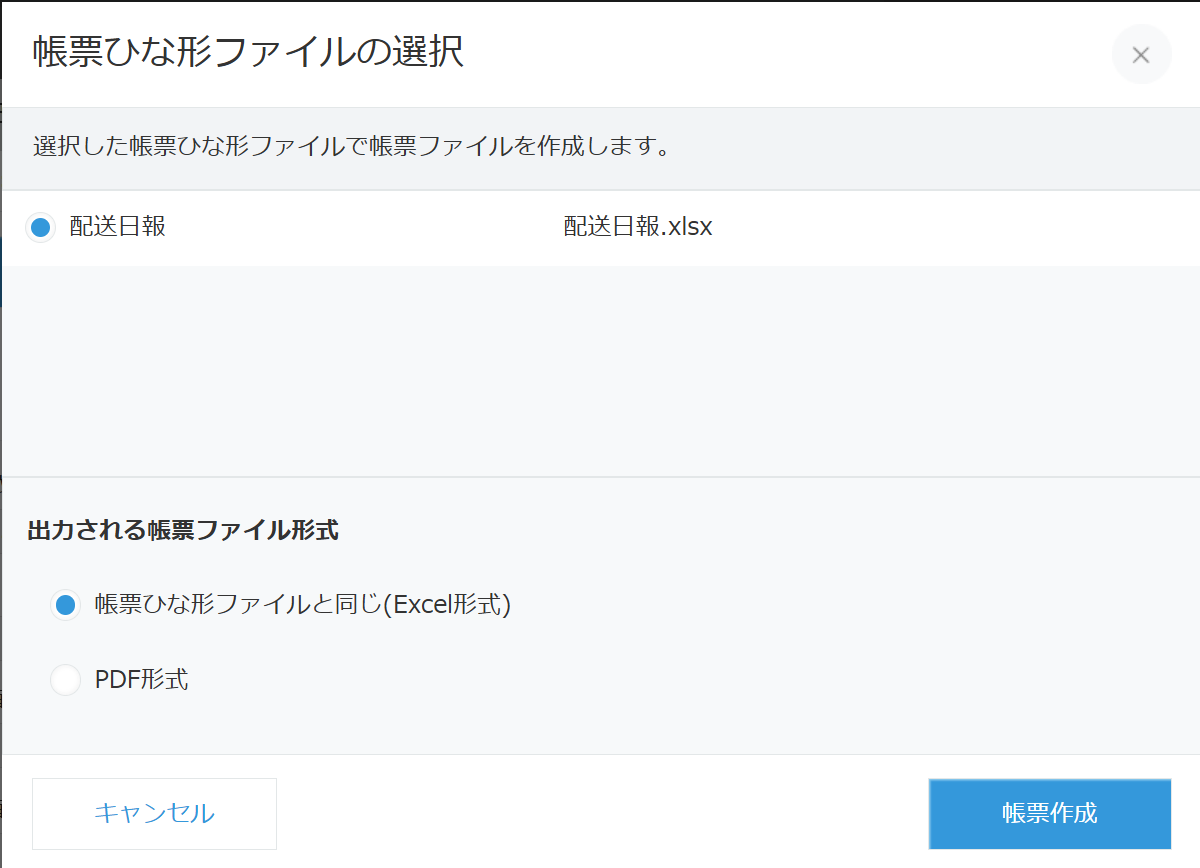 帳票ひな形ファイルの選択
選択した帳票ひな形ファイルで帳票ファイルを作成します。
配送日報 配送日報.xlsx
出力される帳票ファイル形式
帳票ひな形ファイルと同じ(Excel形式)
PDF形式
キャンセル 帳票作成